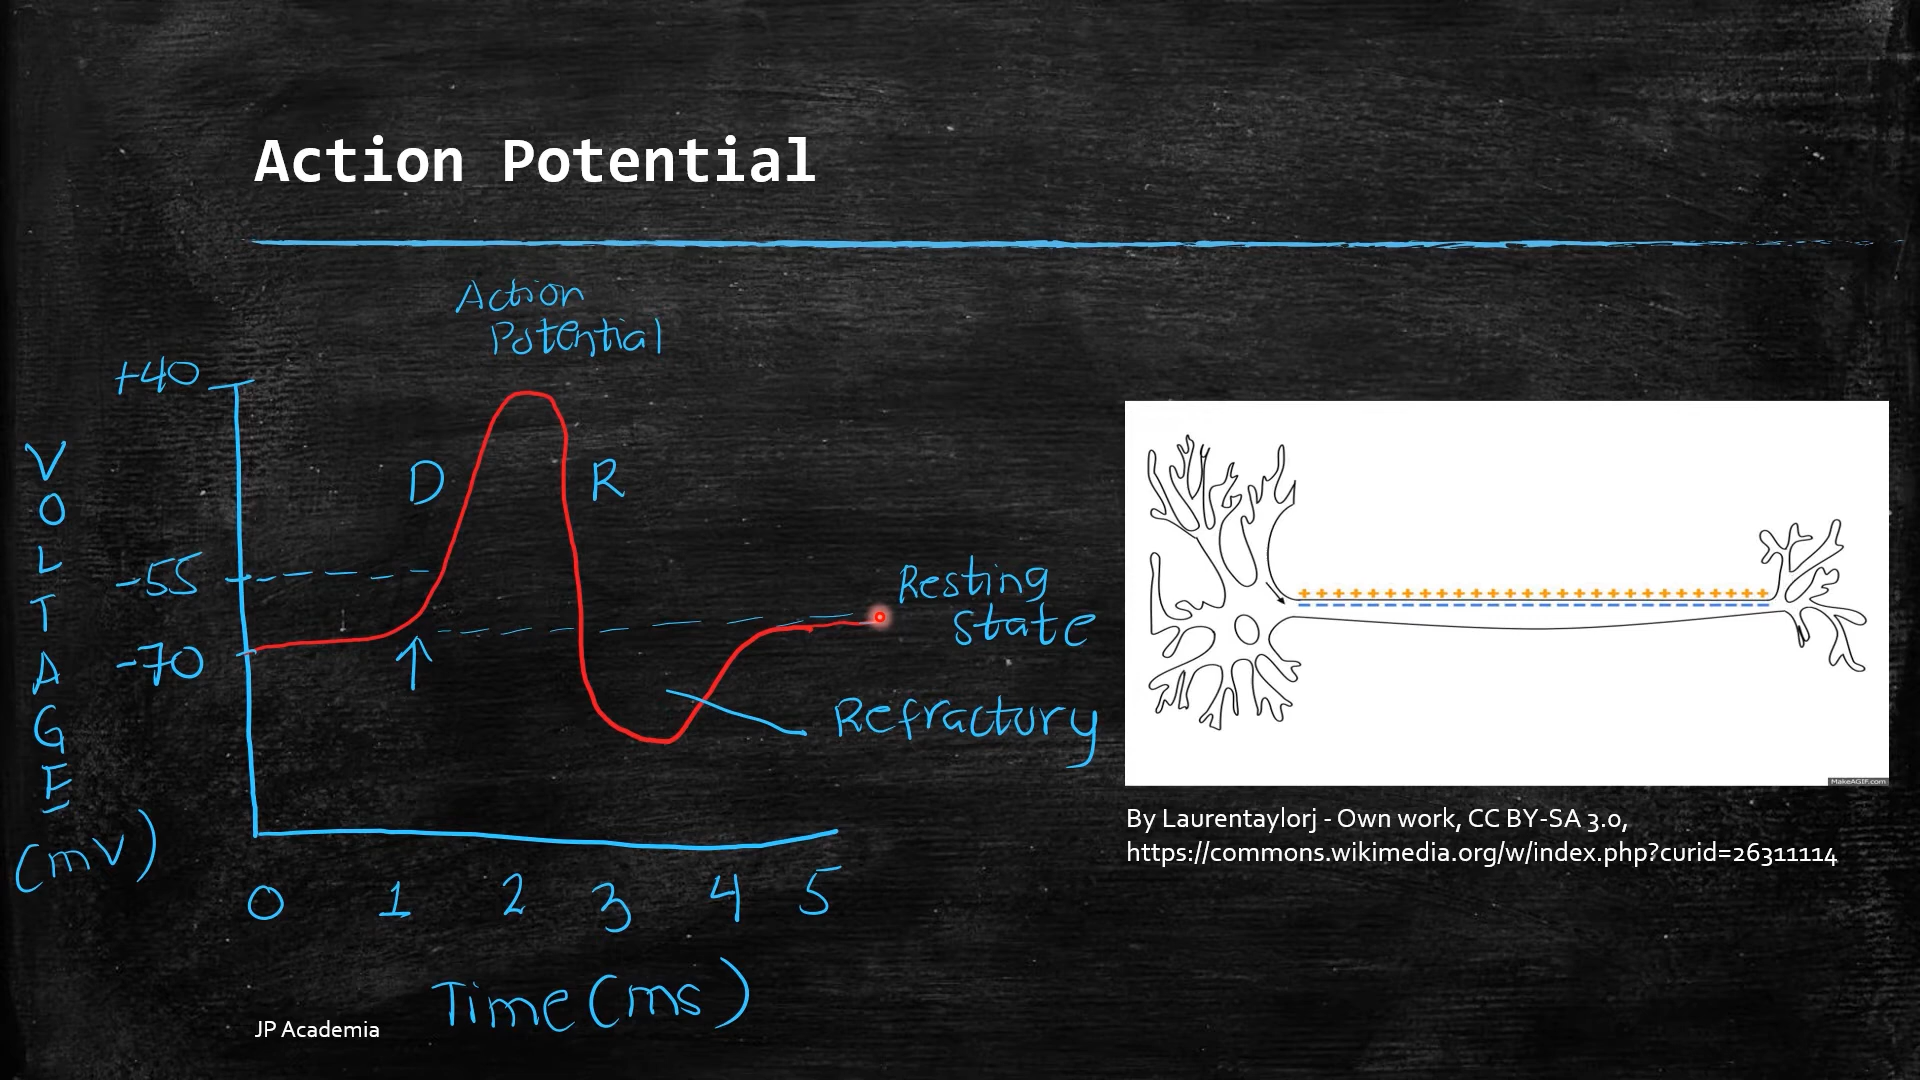 Action Potential
Action
Potential
+40
VOLTAGE
(mV)
D
R
-55
-70
Resting
State
Refractory
0 1 2 3 4 5
Time (ms)
JP Academia
+ + + + + + + + + + + + + + + + + + + + + + + + + + + +
MakeAGIF.com
By Laurentaylorj - Own work, CC BY-SA 3.0,
https://commons.wikimedia.org/w/index.php?curid=26311114